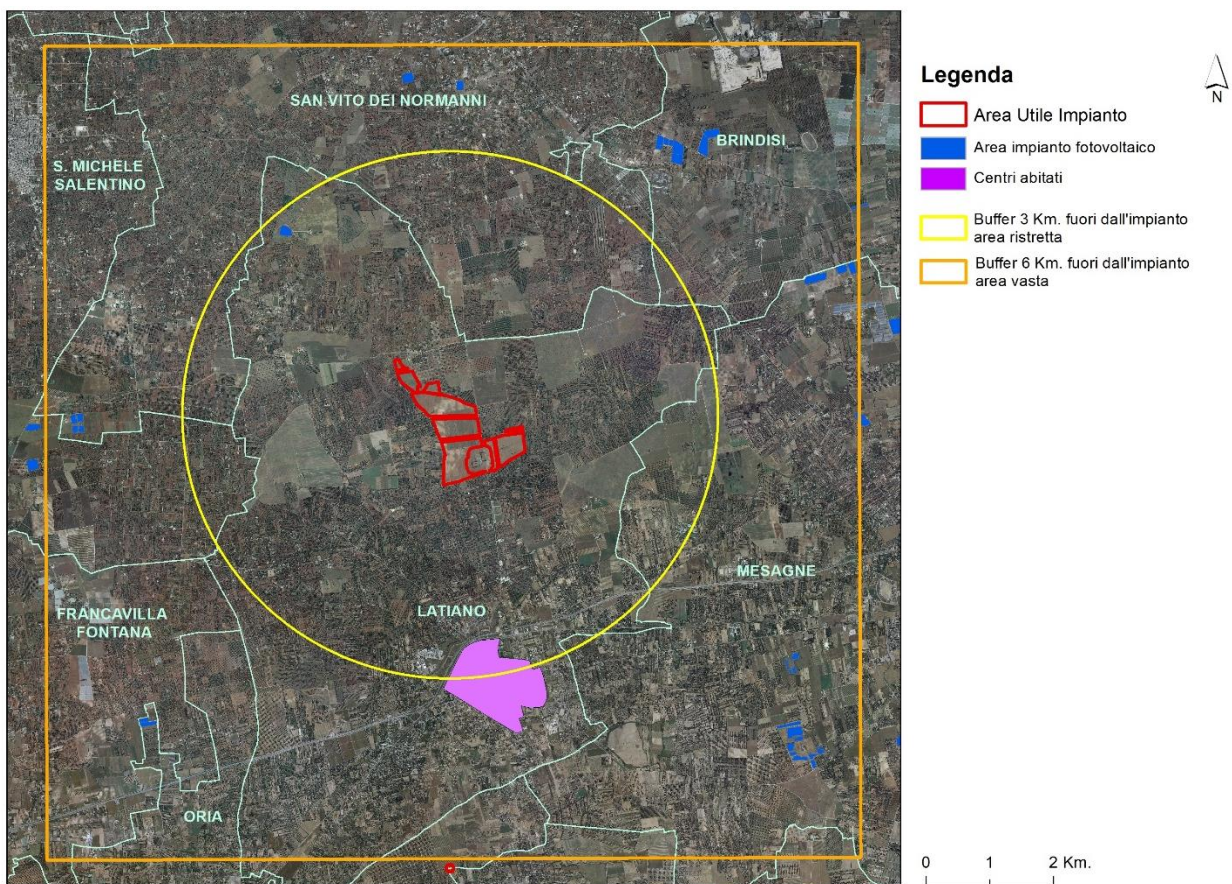 SAN VITO DEI NORMANNI
BRINDISI
S. MICHELE
SALENTINO
MESAGNE
LATIANO
FRANCAVILLA
FONTANA
ORIA
Legenda
N
Area Utile Impianto
Area impianto fotovoltaico
Centri abitati
Buffer 3 Km. fuori dall'impianto
area ristretta
Buffer 6 Km. fuori dall'impianto
area vasta
0 1 2 Km.